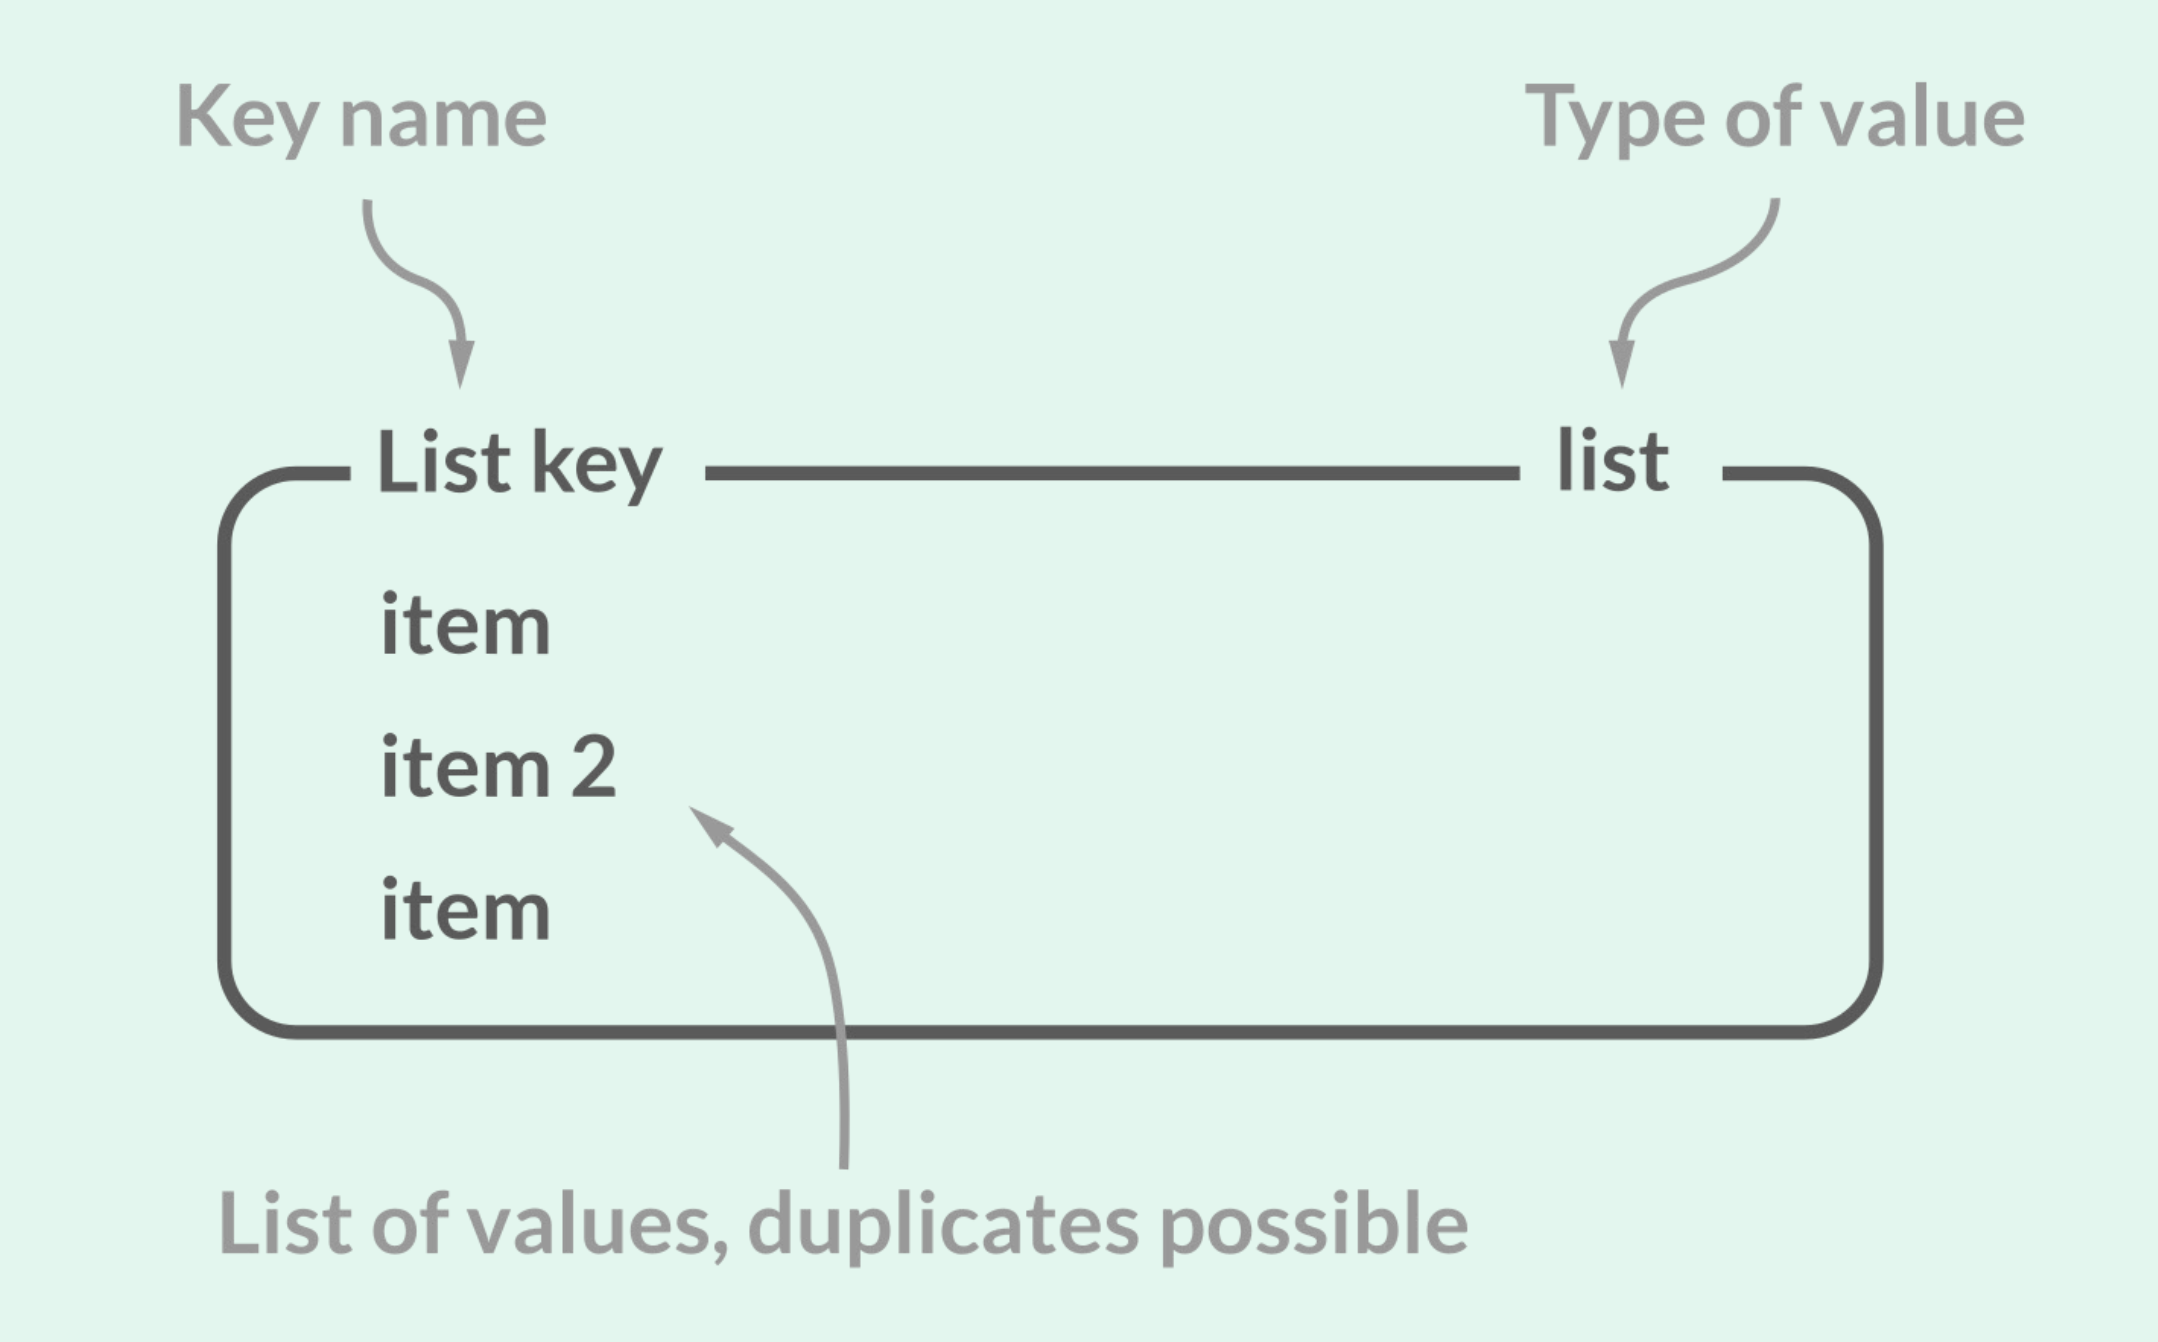 Key name
Type of value
List key
list
item
item 2
item
List of values, duplicates possible